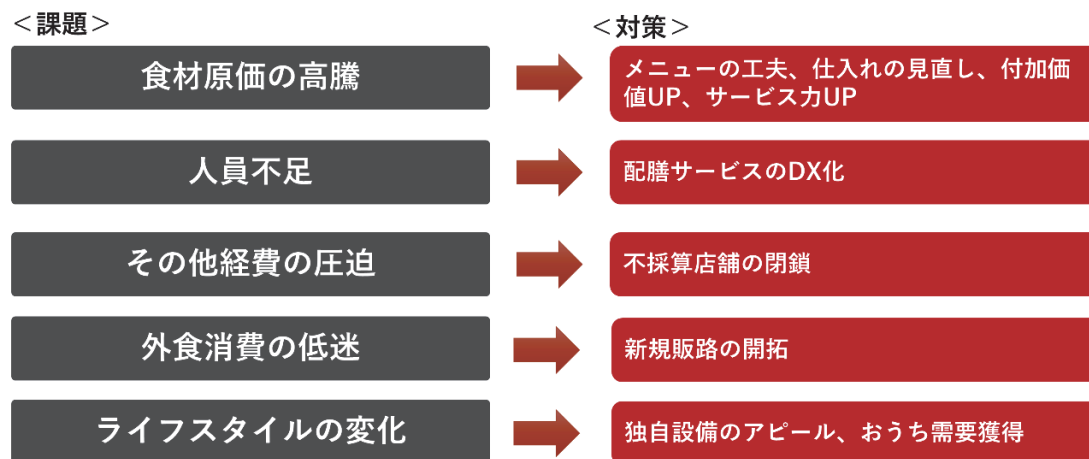 ＜課題＞
＜対策＞
食材原価の高騰
メニューの工夫、仕入れの見直し、付加価
値UP、サービス力UP
人員不足
配膳サービスのDX化
その他経費の圧迫
不採算店舗の閉鎖
外食消費の低迷
新規販路の開拓
ライフスタイルの変化
独自設備のアピール、おうち需要獲得